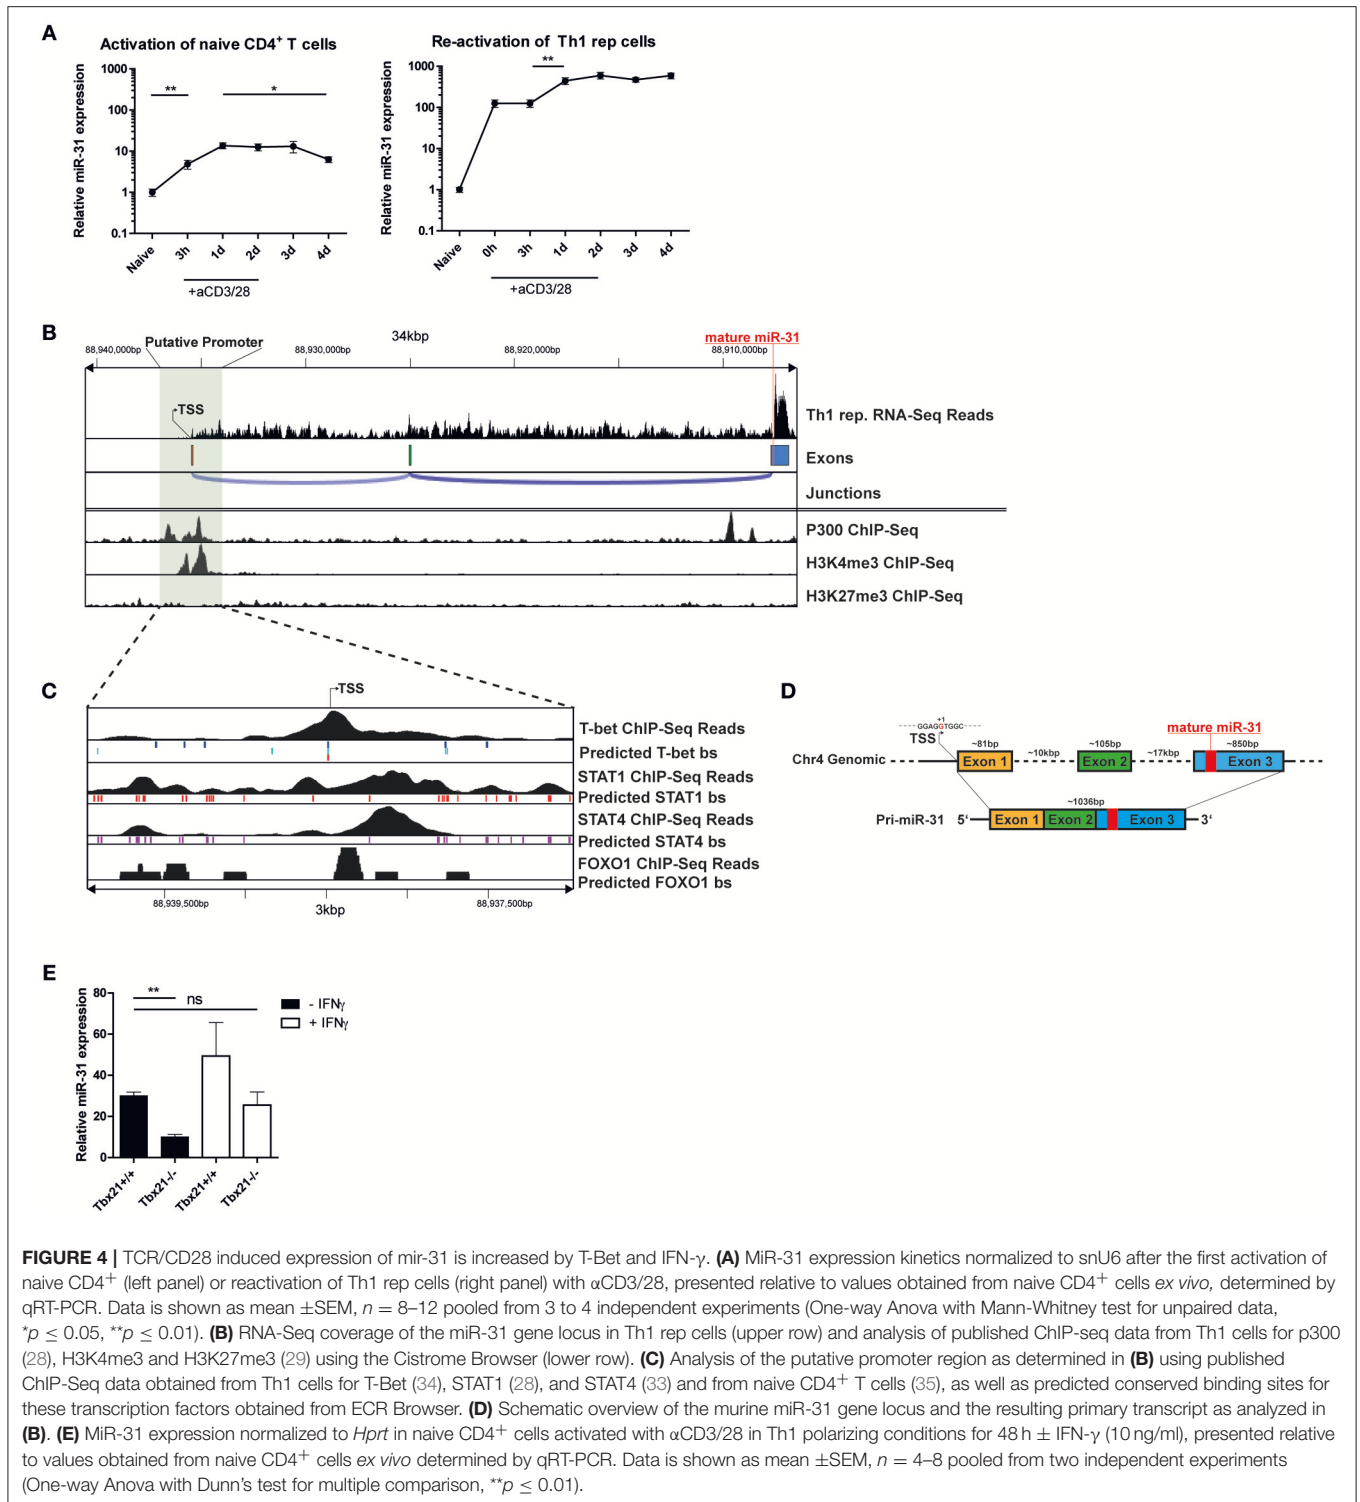 A
Activation of naive CD4+ T cells
Relative miR-31 expression
1000
100
10
1
0.1
**
*
Naive
3h
1d
2d
3d
4d
+aCD3/28
Re-activation of Th1 rep cells
Relative miR-31 expression
1000
100
10
1
0.1
**
Naive
0h
3h
1d
2d
3d
4d
+aCD3/28
B
Putative Promoter
34kbp
mature miR-31
88,940,000bp
88,930,000bp
88,920,000bp
88,910,000bp
TSS
Th1 rep. RNA-Seq Reads
Exons
Junctions
P300 ChIP-Seq
H3K4me3 ChIP-Seq
H3K27me3 ChIP-Seq
C
TSS
T-bet ChIP-Seq Reads
Predicted T-bet bs
STAT1 ChIP-Seq Reads
Predicted STAT1 bs
STAT4 ChIP-Seq Reads
Predicted STAT4 bs
FOXO1 ChIP-Seq Reads
Predicted FOXO1 bs
88,939,500bp
3kbp
88,937,500bp
D
+1
GGAGGTGGC
TSS
mature miR-31
Chr4 Genomic
~81bp
Exon 1
~10kbp
~105bp
Exon 2
~17kbp
~850bp
Exon 3
~1036bp
Pri-miR-31
5‘
Exon 1
Exon 2
Exon 3
3‘
E
Relative miR-31 expression
80
60
40
20
0
**
ns
- IFNγ
+ IFNγ
Tbx21+/+
Tbx21-/-
Tbx21+/+
Tbx21-/-
FIGURE 4 | TCR/CD28 induced expression of mir-31 is increased by T-Bet and IFN-γ. (A) MiR-31 expression kinetics normalized to snU6 after the first activation of
naive CD4+ (left panel) or reactivation of Th1 rep cells (right panel) with αCD3/28, presented relative to values obtained from naive CD4+ cells ex vivo, determined by
qRT-PCR. Data is shown as mean ±SEM, n = 8–12 pooled from 3 to 4 independent experiments (One-way Anova with Mann-Whitney test for unpaired data,
*p ≤ 0.05, **p ≤ 0.01). (B) RNA-Seq coverage of the miR-31 gene locus in Th1 rep cells (upper row) and analysis of published ChIP-seq data from Th1 cells for p300
(28), H3K4me3 and H3K27me3 (29) using the Cistrome Browser (lower row). (C) Analysis of the putative promoter region as determined in (B) using published
ChIP-Seq data obtained from Th1 cells for T-Bet (34), STAT1 (28), and STAT4 (33) and from naive CD4+ T cells (35), as well as predicted conserved binding sites for
these transcription factors obtained from ECR Browser. (D) Schematic overview of the murine miR-31 gene locus and the resulting primary transcript as analyzed in
(B). (E) MiR-31 expression normalized to Hprt in naive CD4+ cells activated with αCD3/28 in Th1 polarizing conditions for 48 h ± IFN-γ (10 ng/ml), presented relative
to values obtained from naive CD4+ cells ex vivo determined by qRT-PCR. Data is shown as mean ±SEM, n = 4–8 pooled from two independent experiments
(One-way Anova with Dunn's test for multiple comparison, **p ≤ 0.01).